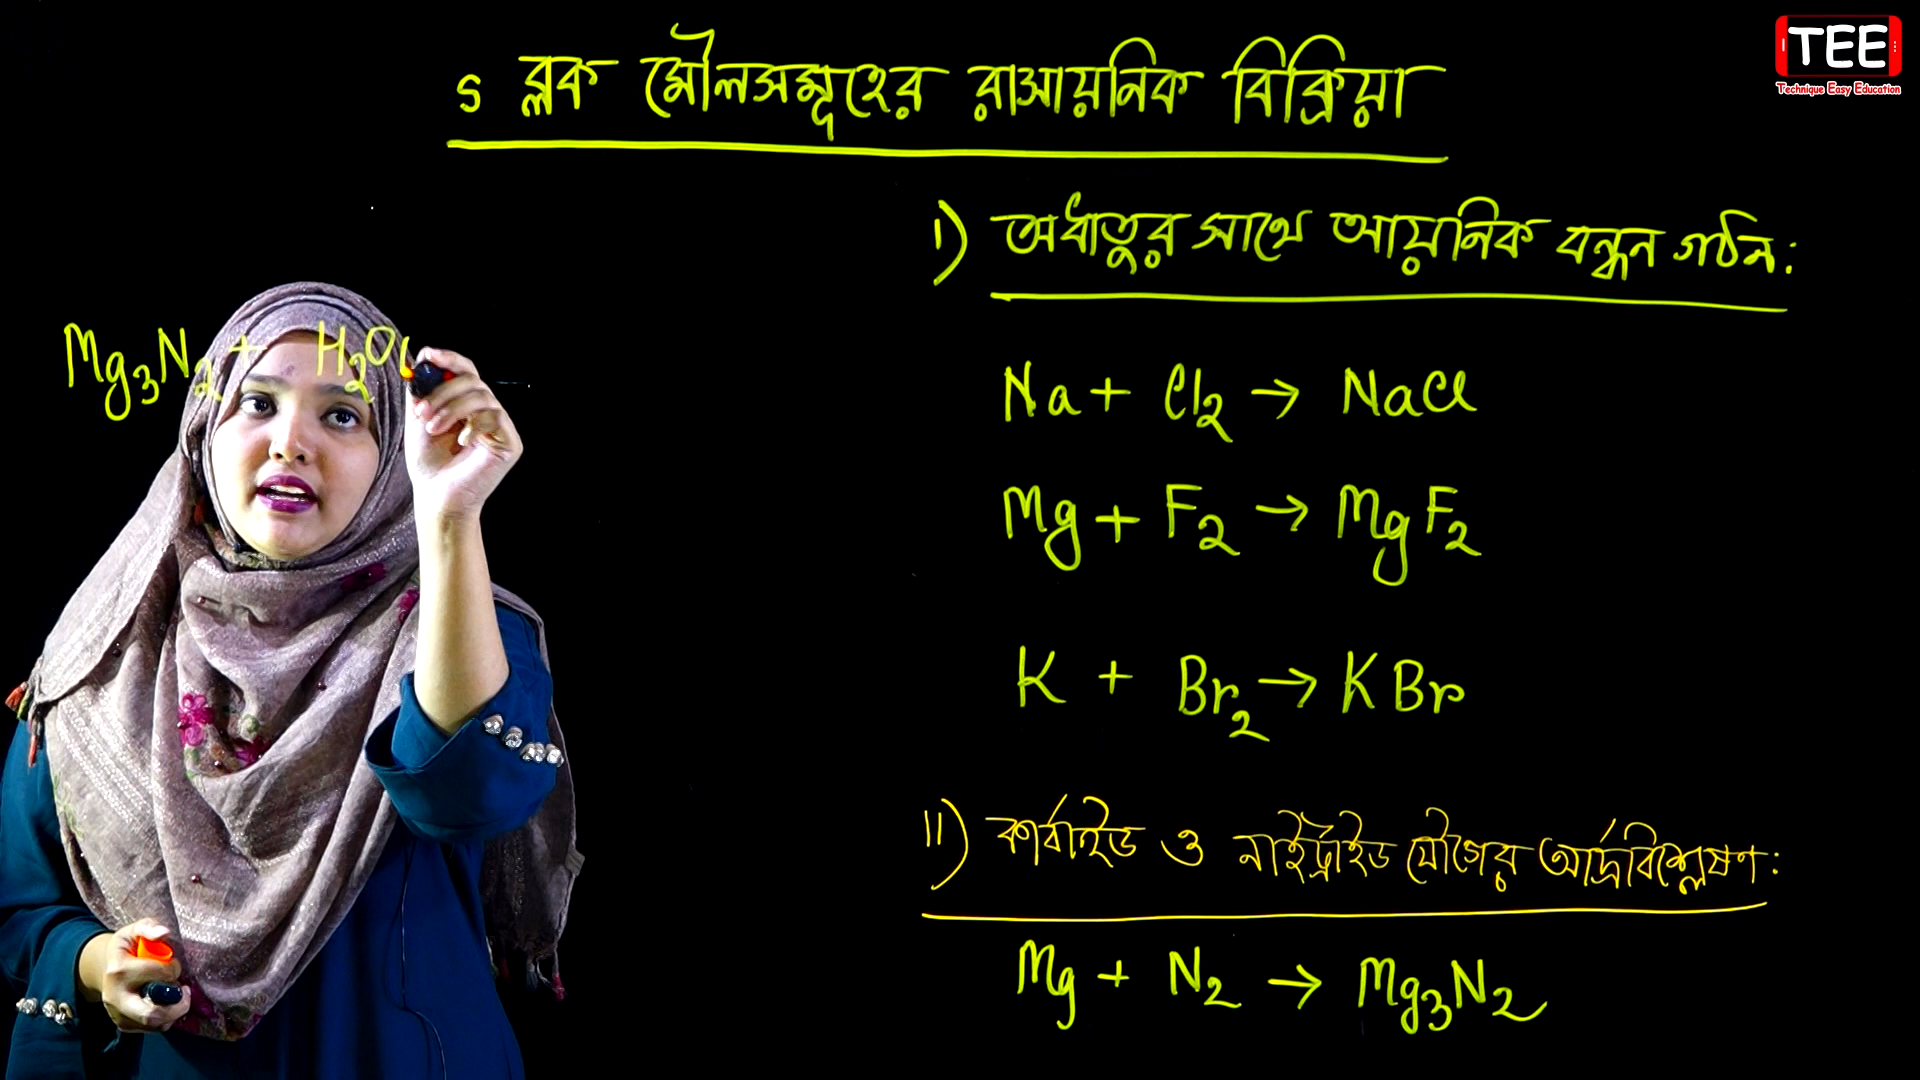 TEE
Technique Easy Education
s ব্লক মৌলসমূহের রাসায়নিক বিক্রিয়া
i) অধাতুর সাথে আয়নিক বন্ধন গঠন:
Mg₃N₂ + H₂O(
Na + Cl₂ → NaCl
Mg + F₂ → MgF₂
K + Br₂ → KBr
ii) কার্বাইড ও নাইট্রাইড যৌগের আর্দ্রবিশ্লেষণ:
Mg + N₂ → Mg₃N₂